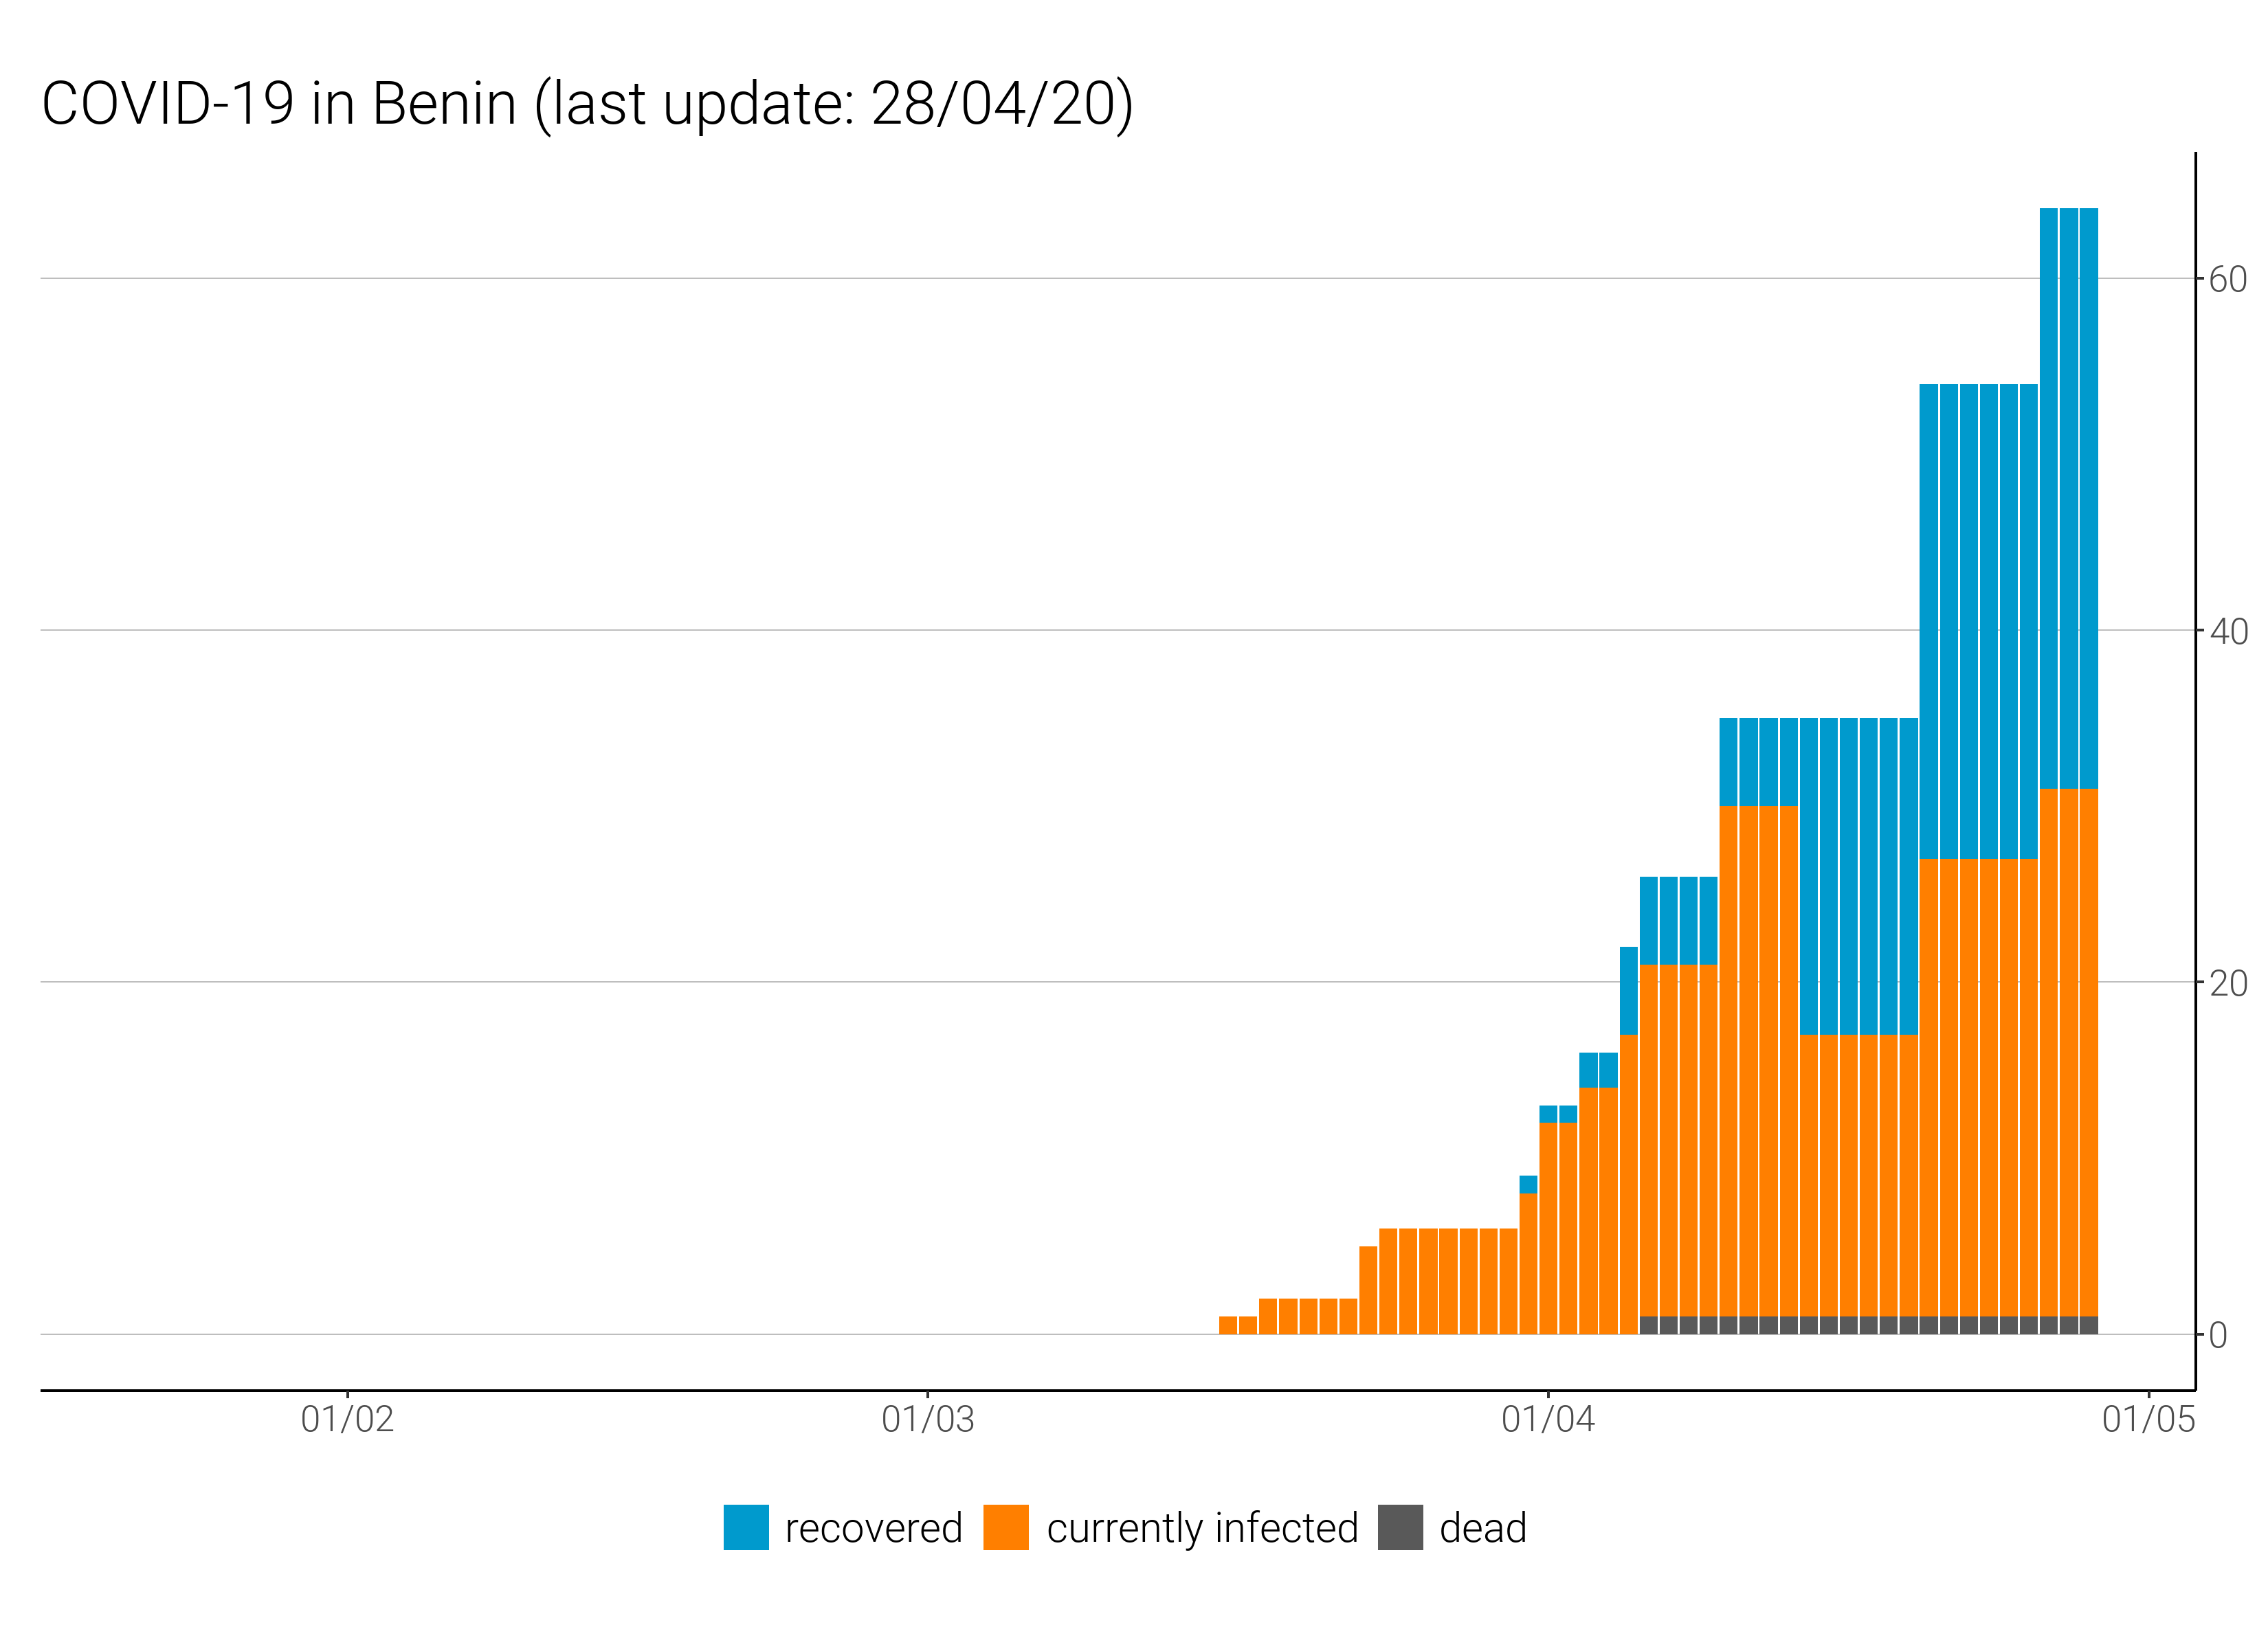 COVID-19 in Benin (last update: 28/04/20)
60
40
20
0
01/02 01/03 01/04 01/05
recovered currently infected dead